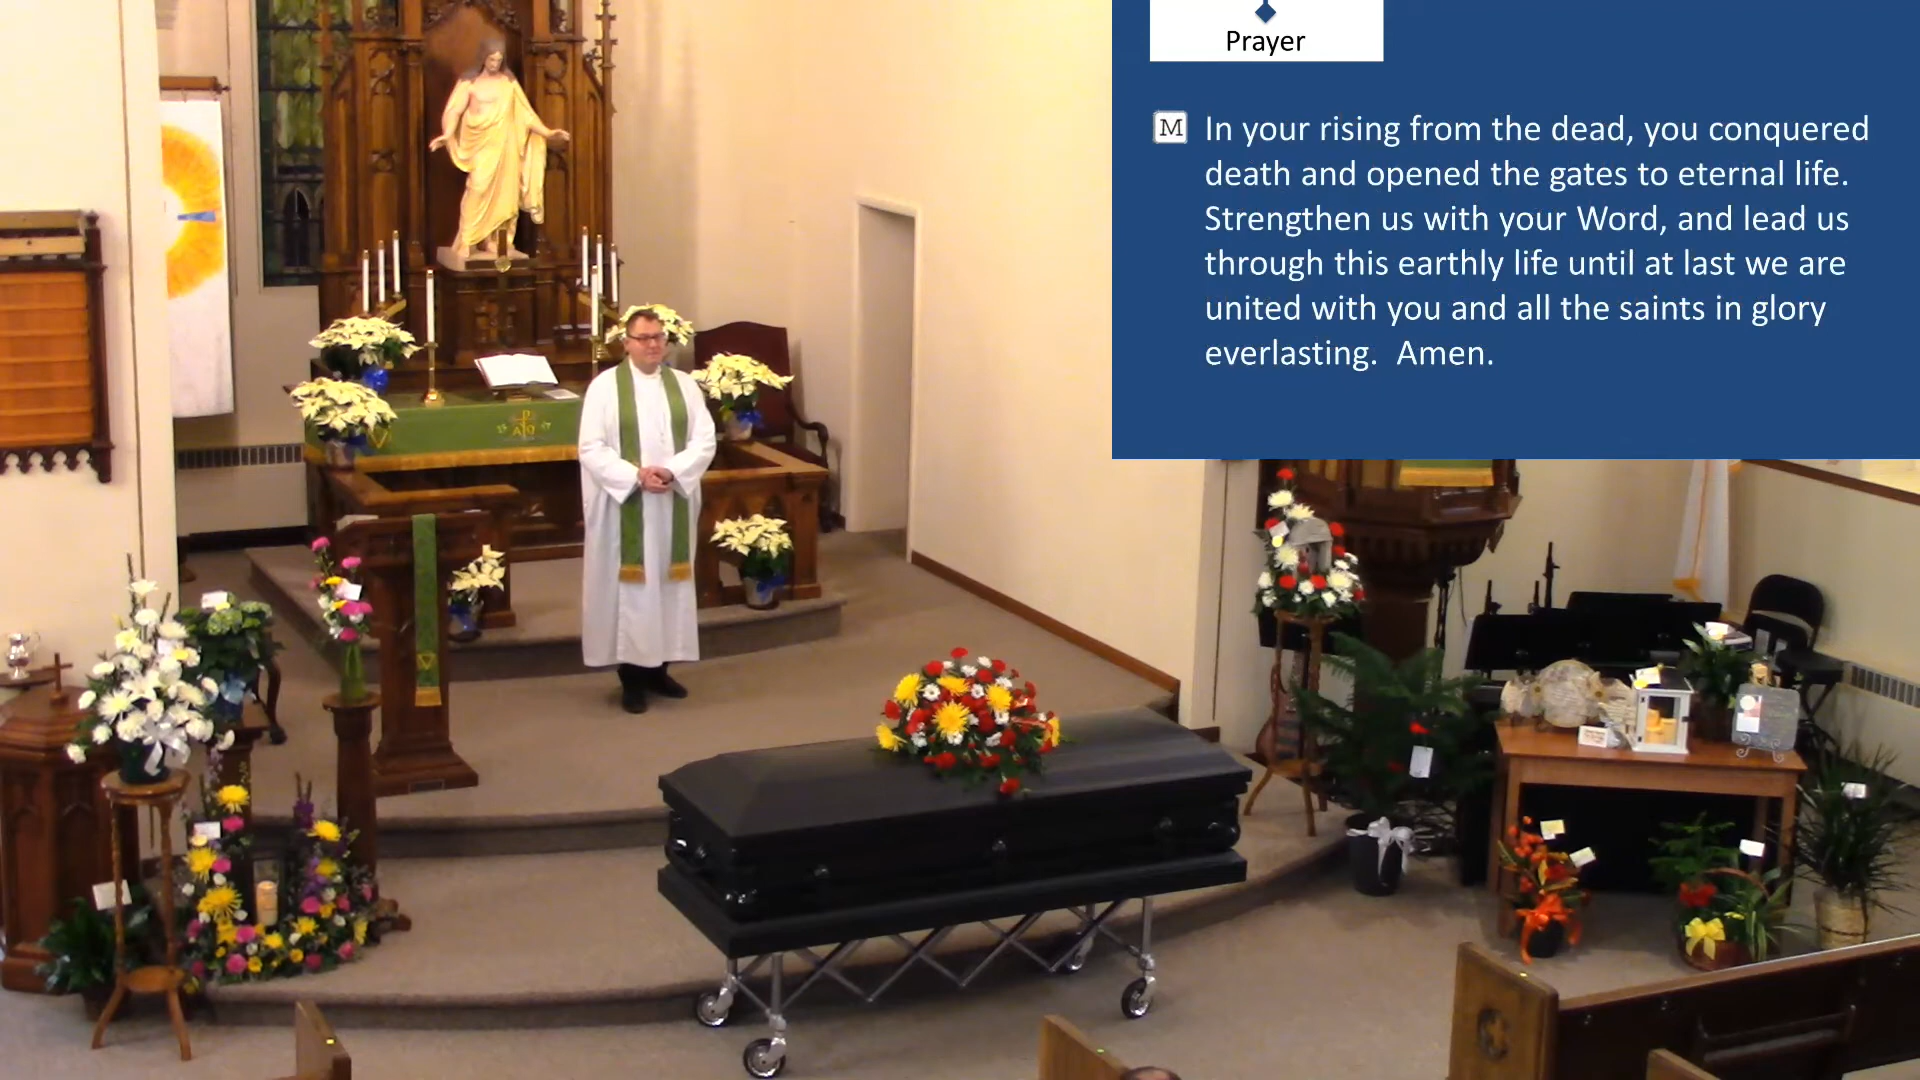 Prayer
M In your rising from the dead, you conquered
death and opened the gates to eternal life.
Strengthen us with your Word, and lead us
through this earthly life until at last we are
united with you and all the saints in glory
everlasting.  Amen.